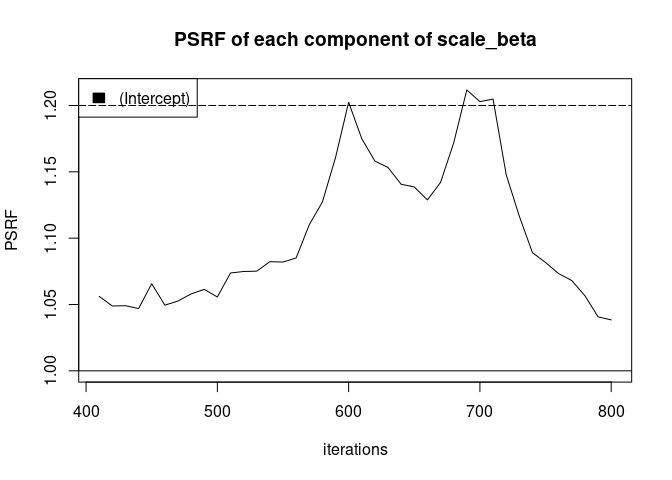 PSRF of each component of scale_beta
(Intercept)
PSRF
1.20
1.15
1.10
1.05
1.00
400 500 600 700 800
iterations